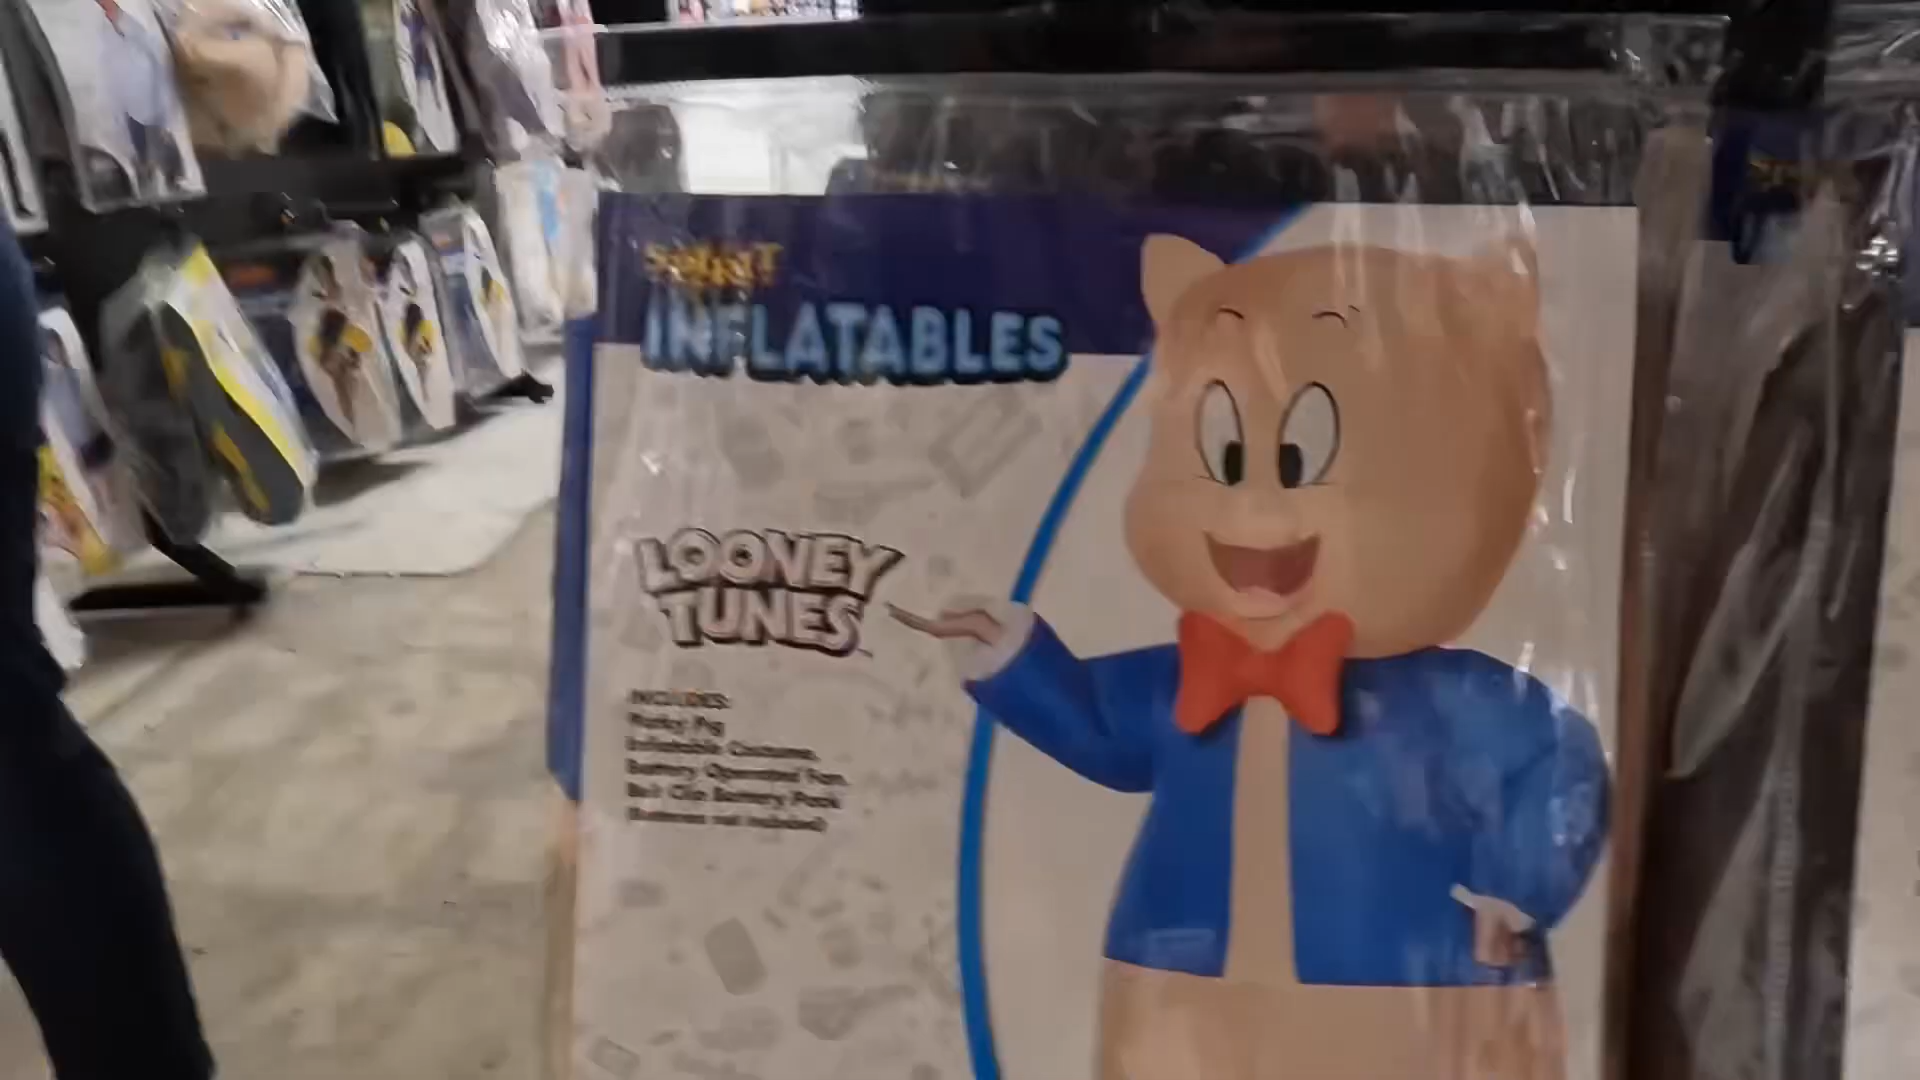 SPIRIT
INFLATABLES
LOONEY
TUNES
INCLUDES:
Porky Pig
Inflatable Costume,
Battery Operated Fan,
Belt Clip Battery Pack
(Batteries not included)